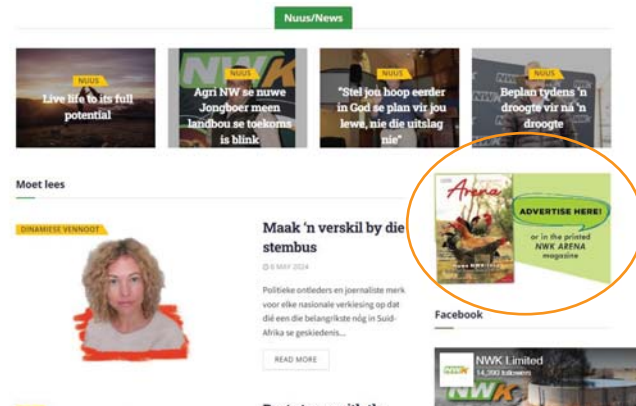 Nuus/News
NUUS
Live life to its full
potential
NUUS
Agri NW se nuwe
Jongboer meen
landbou se toekoms
is blink
NUUS
"Stel jou hoop eerder
in God se plan vir jou
lewe, nie die uitslag
nie"
NUUS
Beplan tydens 'n
droogte vir ná 'n
droogte
Moet lees
DINAMIESE VENNOOT
Maak 'n verskil by die
stembus
6 MAY 2024
Politieke ontleders en joernaliste merk
voor elke nasionale verkiesing op dat
dié een die belangrikste nóg in Suid-
Afrika se geskiedenis...
READ MORE
Arena
ADVERTISE HERE!
or in the printed
NWK ARENA
magazine
Facebook
NWK Limited
14,390 followers
NWK